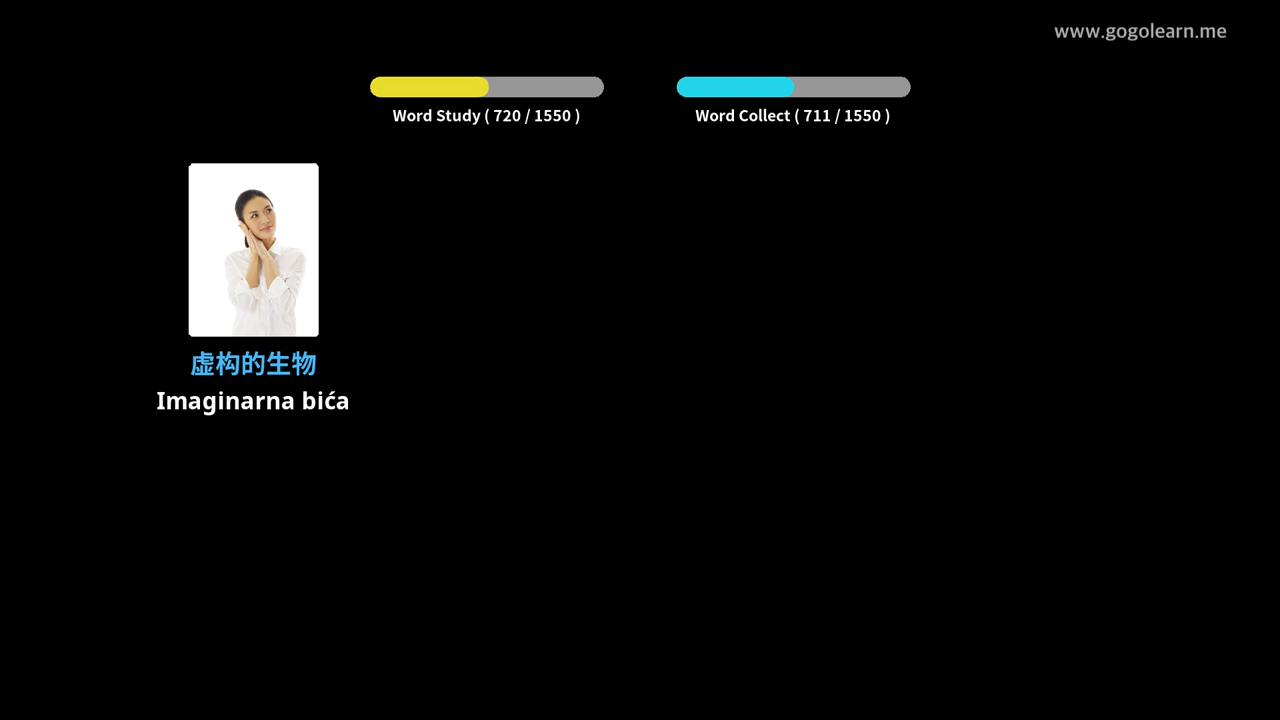 www.gogolearn.me
Word Study ( 720 / 1550 )
Word Collect ( 711 / 1550 )
虚构的生物
Imaginarna bića